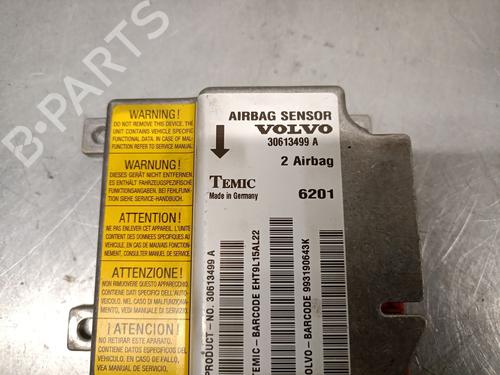 WARNING!
DO NOT REMOVE THIS DEVICE, THE
UNIT CONTAINS VEHICLE SPECIFIC
FUNCTIONAL DATA. IN CASE OF MAL-
FUNCTION REFER TO SERVICE MANUAL.
WARNUNG!
DIESES GERÄT NICHT ENTFERNEN
ES ENTHÄLT FAHRZEUGSPEZIFISCHE
FUNKTIONSANGABEN. BEI FEHLFUNK-
TION SIEHE SERVICE-HANDBUCH.
ATTENTION!
NE PAS ENLEVER CET APPAREIL. L'UNITE
CONTIENT DES DONNEES SPECIFIQUES AU
VEHICULE. EN CAS DE MAUVAIS FONCTION-
NEMENT, CONSULTER MANUEL DE SERVICE.
ATTENZIONE!
NON RIMUOVERE QUESTO APPARECCHIO
CONTIENE DATI SPECIFICI DELL'AUTO-
VEICOLO. NEL CASO DI MALFUNZIONA-
MENTO, VEDA MANUALE DI SERVIZIO.
¡ATENCION!
NO RETIRAR ESTE APARATO.
CONTIENE DATOS ESPECIFICOS DEL
VEHICULO. EN CASO DE FALLO,
VEA MANUAL DE SERVICIO.
AIRBAG SENSOR
VOLVO
30613499 A
2 Airbag
TEMIC
Made in Germany
6201
PRODUCT-NO. 30613499 A
TEMIC-BARCODE EHT9L15AL22
VOLVO-BARCODE 993190643K
B-PARTS